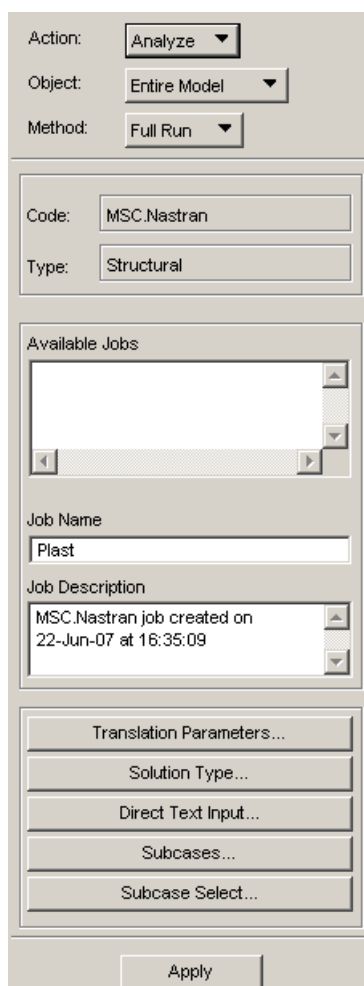 Action: Analyze
Object: Entire Model
Method: Full Run
Code: MSC.Nastran
Type: Structural
Available Jobs
Job Name
Plast
Job Description
MSC.Nastran job created on
22-Jun-07 at 16:35:09
Translation Parameters...
Solution Type...
Direct Text Input...
Subcases...
Subcase Select...
Apply